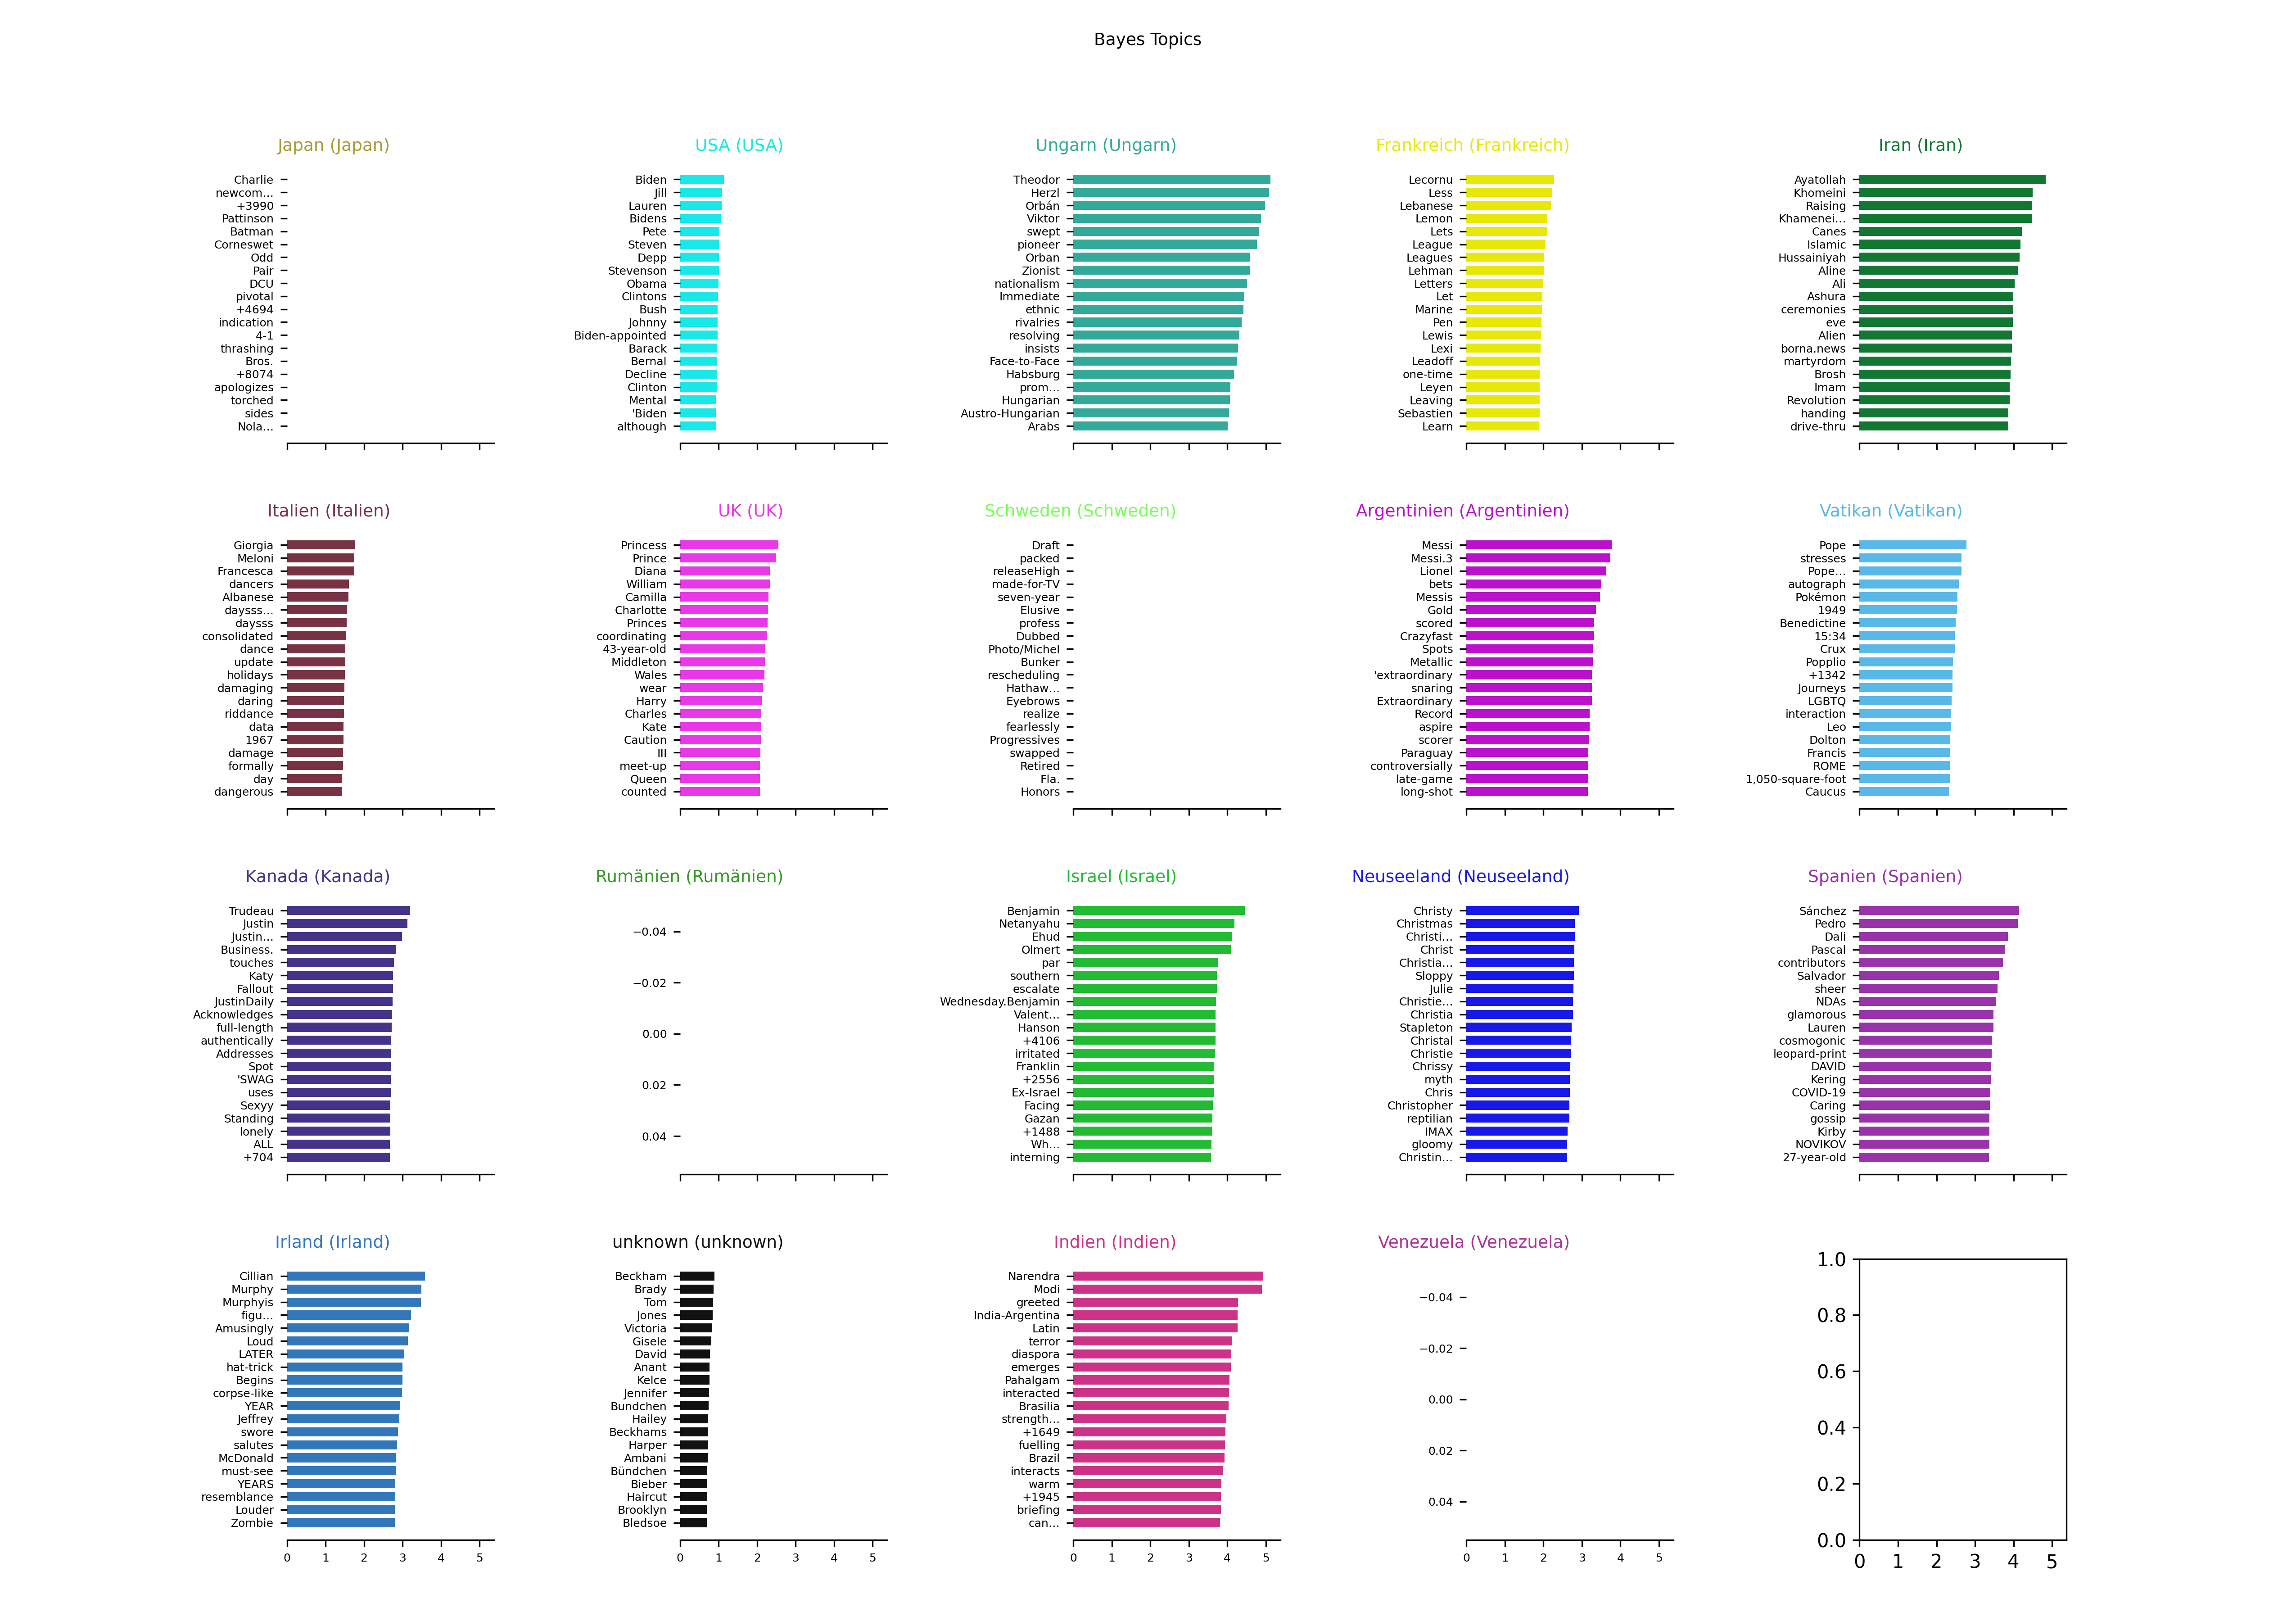 Bayes Topics
Japan (Japan)
Charlie
newcom...
+3990
Pattinson
Batman
Corneswet
Odd
Pair
DCU
pivotal
+4694
indication
4-1
thrashing
Bros.
+8074
apologizes
torched
sides
Nola...
USA (USA)
Biden
Jill
Lauren
Bidens
Pete
Steven
Depp
Stevenson
Obama
Clintons
Bush
Johnny
Biden-appointed
Barack
Bernal
Decline
Clinton
Mental
'Biden
although
Ungarn (Ungarn)
Theodor
Herzl
Orbán
Viktor
swept
pioneer
Orban
Zionist
nationalism
Immediate
ethnic
rivalries
resolving
insists
Face-to-Face
Habsburg
prom...
Hungarian
Austro-Hungarian
Arabs
Frankreich (Frankreich)
Lecornu
Less
Lebanese
Lemon
Lets
League
Leagues
Lehman
Letters
Let
Marine
Pen
Lewis
Lexi
Leadoff
one-time
Leyen
Leaving
Sebastien
Learn
Iran (Iran)
Ayatollah
Khomeini
Raising
Khamenei...
Canes
Islamic
Hussainiyah
Aline
Ali
Ashura
ceremonies
eve
Alien
borna.news
martyrdom
Brosh
Imam
Revolution
handing
drive-thru
Italien (Italien)
Giorgia
Meloni
Francesca
dancers
Albanese
daysss...
daysss
consolidated
dance
update
holidays
damaging
daring
riddance
data
1967
damage
formally
day
dangerous
UK (UK)
Princess
Prince
Diana
William
Camilla
Charlotte
Princes
coordinating
43-year-old
Middleton
Wales
wear
Harry
Charles
Kate
Caution
III
meet-up
Queen
counted
Schweden (Schweden)
Draft
packed
releaseHigh
made-for-TV
seven-year
Elusive
profess
Dubbed
Photo/Michel
Bunker
rescheduling
Hathaw...
Eyebrows
realize
fearlessly
Progressives
swapped
Retired
Fla.
Honors
Argentinien (Argentinien)
Messi
Messi.3
Lionel
bets
Messis
Gold
scored
Crazyfast
Spots
Metallic
'extraordinary
snaring
Extraordinary
Record
aspire
scorer
Paraguay
controversially
late-game
long-shot
Vatikan (Vatikan)
Pope
stresses
Pope...
autograph
Pokémon
1949
Benedictine
15:34
Crux
Popplio
+1342
Journeys
LGBTQ
interaction
Leo
Dolton
Francis
ROME
1,050-square-foot
Caucus
Kanada (Kanada)
Trudeau
Justin
Justin...
Business.
touches
Katy
Fallout
JustinDaily
Acknowledges
full-length
authentically
Addresses
Spot
'SWAG
uses
Sexyy
Standing
lonely
ALL
+704
Rumänien (Rumänien)
−0.04
−0.02
0.00
0.02
0.04
Israel (Israel)
Benjamin
Netanyahu
Ehud
Olmert
par
southern
escalate
Wednesday.Benjamin
Valent...
Hanson
+4106
irritated
Franklin
+2556
Ex-Israel
Facing
Gazan
+1488
Wh...
interning
Neuseeland (Neuseeland)
Christy
Christmas
Christi...
Christ
Christia...
Sloppy
Julie
Christie...
Christia
Stapleton
Christal
Christie
Chrissy
myth
Chris
Christopher
reptilian
IMAX
gloomy
Christin...
Spanien (Spanien)
Sánchez
Pedro
Dali
Pascal
contributors
Salvador
sheer
NDAs
glamorous
Lauren
cosmogonic
leopard-print
DAVID
Kering
COVID-19
Caring
gossip
Kirby
NOVIKOV
27-year-old
Irland (Irland)
Cillian
Murphy
Murphyis
figu...
Amusingly
Loud
LATER
hat-trick
Begins
corpse-like
YEAR
Jeffrey
swore
salutes
McDonald
must-see
YEARS
resemblance
Louder
Zombie
0 1 2 3 4 5
unknown (unknown)
Beckham
Brady
Tom
Jones
Victoria
Gisele
David
Anant
Kelce
Jennifer
Bundchen
Hailey
Beckhams
Harper
Ambani
Bündchen
Bieber
Haircut
Brooklyn
Bledsoe
0 1 2 3 4 5
Indien (Indien)
Narendra
Modi
greeted
India-Argentina
Latin
terror
diaspora
emerges
Pahalgam
interacted
Brasilia
strength...
+1649
fuelling
Brazil
interacts
warm
+1945
briefing
can...
0 1 2 3 4 5
Venezuela (Venezuela)
−0.04
−0.02
0.00
0.02
0.04
0 1 2 3 4 5
1.0
0.8
0.6
0.4
0.2
0.0
0 1 2 3 4 5